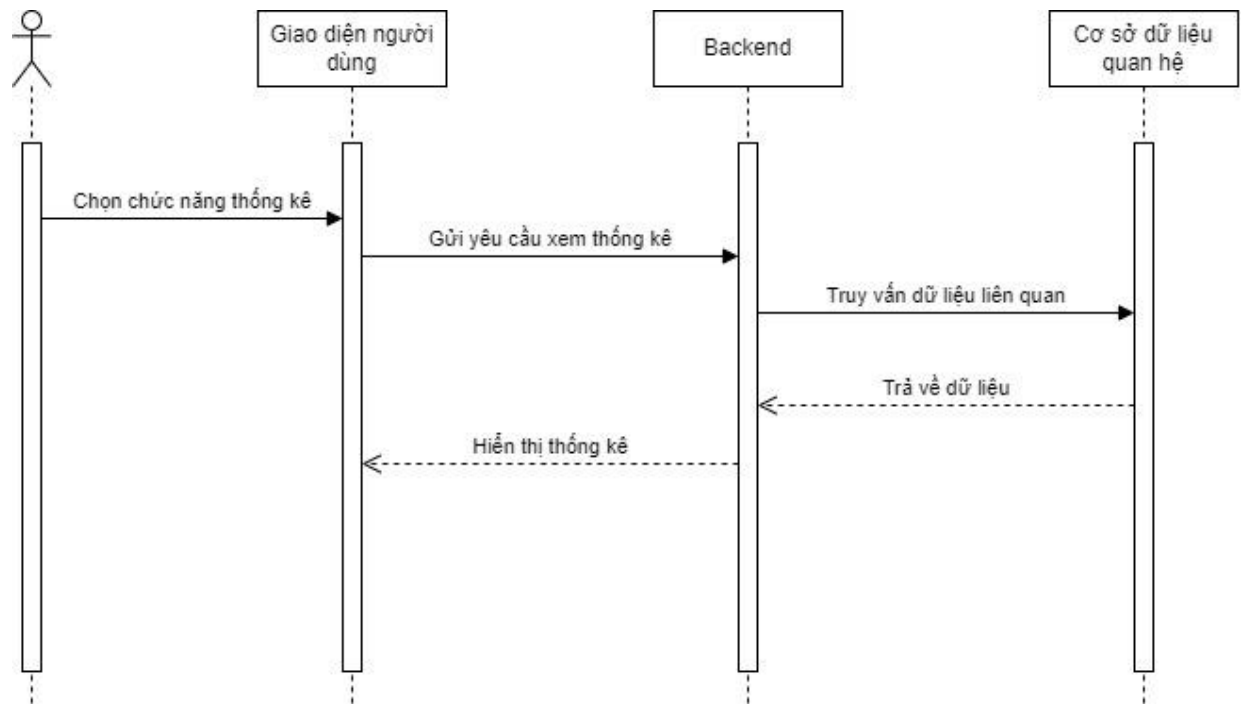 Giao diện người
dùng
Backend
Cơ sở dữ liệu
quan hệ
Chọn chức năng thống kê
Gửi yêu cầu xem thống kê
Truy vấn dữ liệu liên quan
Trả về dữ liệu
Hiển thị thống kê